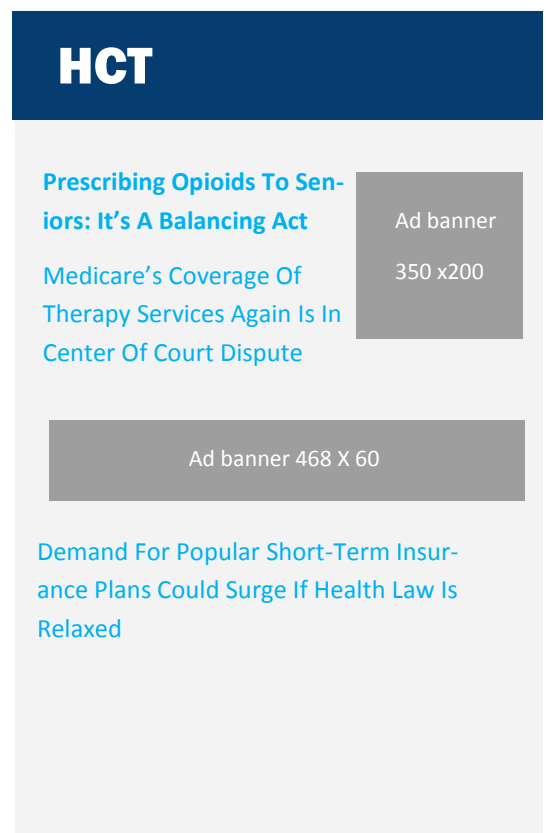 HCT
Prescribing Opioids To Sen-
iors: It’s A Balancing Act
Medicare’s Coverage Of
Therapy Services Again Is In
Center Of Court Dispute
Ad banner
350 x200
Ad banner 468 X 60
Demand For Popular Short-Term Insur-
ance Plans Could Surge If Health Law Is
Relaxed